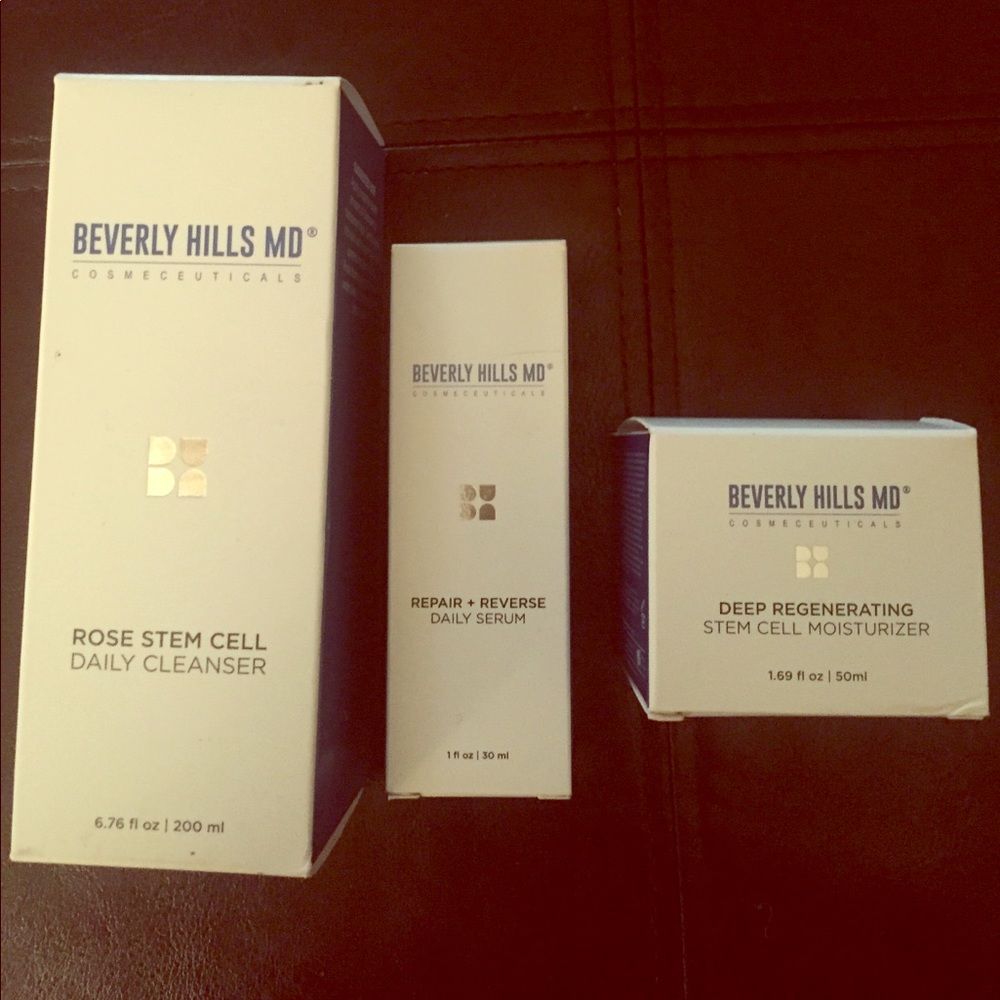 BEVERLY HILLS MD®
COSMECEUTICALS
ROSE STEM CELL
DAILY CLEANSER
6.76 fl oz | 200 ml
BEVERLY HILLS MD®
COSMECEUTICALS
REPAIR + REVERSE
DAILY SERUM
1 fl oz | 30 ml
BEVERLY HILLS MD®
COSMECEUTICALS
DEEP REGENERATING
STEM CELL MOISTURIZER
1.69 fl oz | 50ml